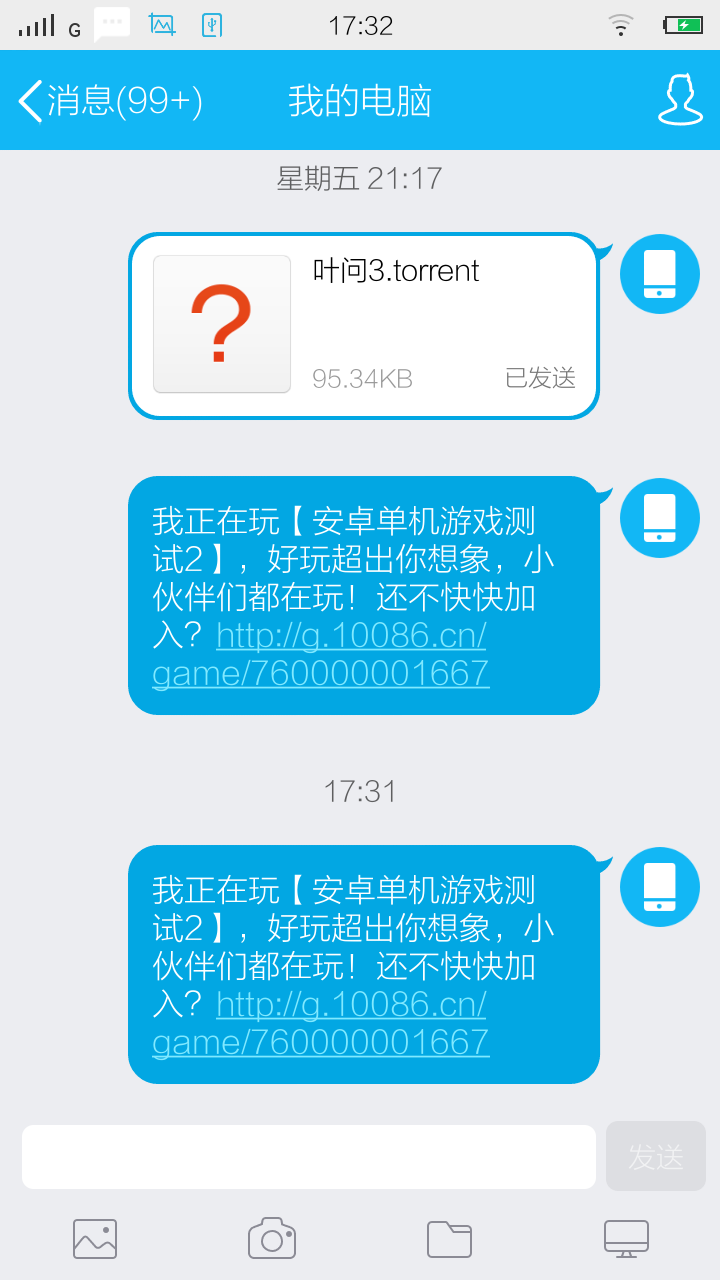 G
17:32
消息(99+)
我的电脑
星期五 21:17
叶问3.torrent
95.34KB
已发送
我正在玩【安卓单机游戏测
试2】，好玩超出你想象，小
伙伴们都在玩！还不快快加
入？http://g.10086.cn/
game/760000001667
17:31
我正在玩【安卓单机游戏测
试2】，好玩超出你想象，小
伙伴们都在玩！还不快快加
入？http://g.10086.cn/
game/760000001667
发送